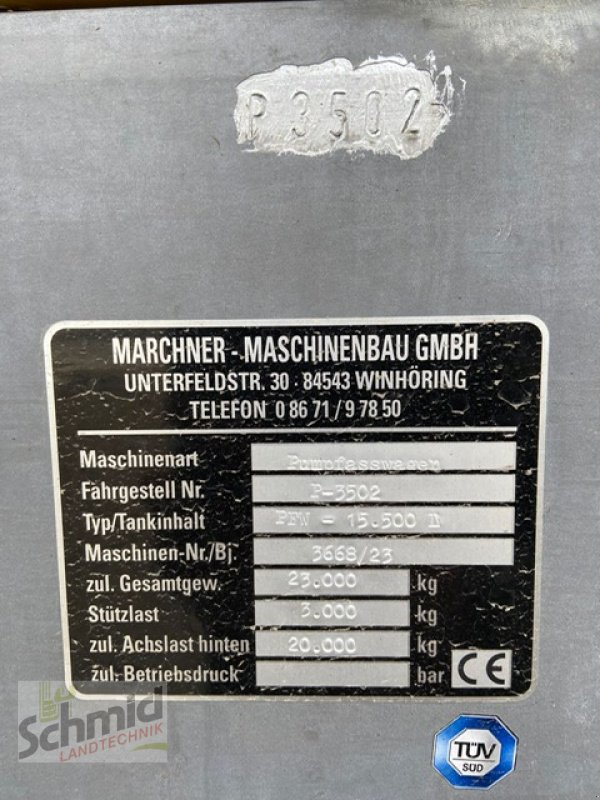 P 3502
MARCHNER - MASCHINENBAU GMBH
UNTERFELDSTR. 30 · 84543 WINHÖRING
TELEFON 0 86 71 / 9 78 50
Maschinenart Pumpfasswagen
Fahrgestell Nr. P-3502
Typ/Tankinhalt PFW - 15.500 D
Maschinen-Nr./Bj. 3668/23
zul. Gesamtgew. 23.000 kg
Stützlast 3.000 kg
zul. Achslast hinten 20.000 kg
zul. Betriebsdruck bar CE
Schmid
LANDTECHNIK
TÜV
SÜD